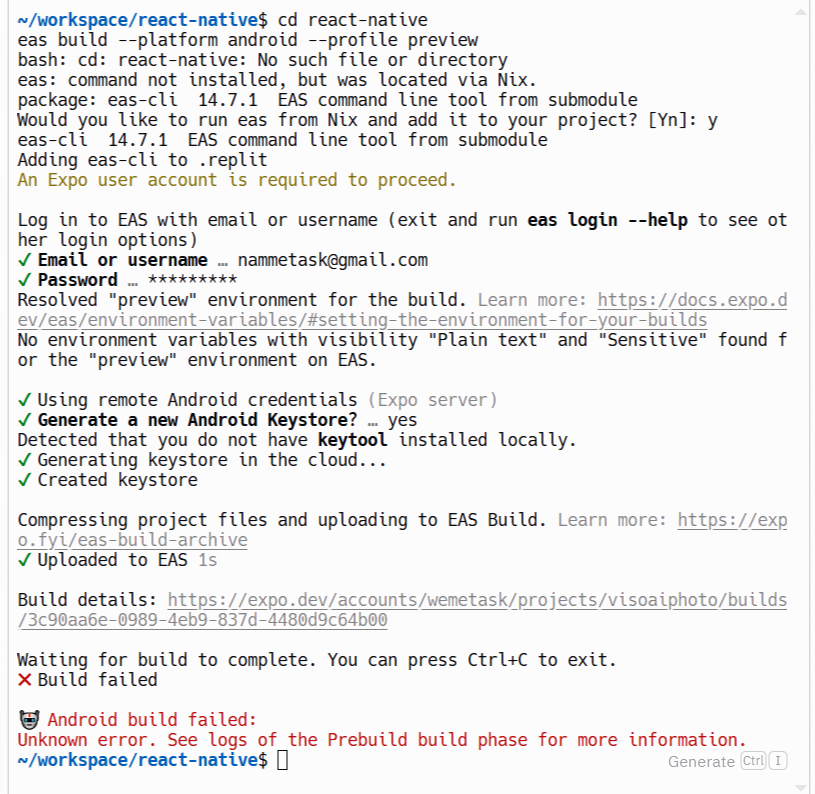 ~/workspace/react-native$ cd react-native
eas build --platform android --profile preview
bash: cd: react-native: No such file or directory
eas: command not installed, but was located via Nix.
package: eas-cli  14.7.1  EAS command line tool from submodule
Would you like to run eas from Nix and add it to your project? [Yn]: y
eas-cli  14.7.1  EAS command line tool from submodule
Adding eas-cli to .replit
An Expo user account is required to proceed.

Log in to EAS with email or username (exit and run eas login --help to see ot
her login options)
✓ Email or username … nammetask@gmail.com
✓ Password … *********
Resolved "preview" environment for the build. Learn more: https://docs.expo.d
ev/eas/environment-variables/#setting-the-environment-for-your-builds
No environment variables with visibility "Plain text" and "Sensitive" found f
or the "preview" environment on EAS.

✓ Using remote Android credentials (Expo server)
✓ Generate a new Android Keystore? … yes
Detected that you do not have keytool installed locally.
✓ Generating keystore in the cloud...
✓ Created keystore

Compressing project files and uploading to EAS Build. Learn more: https://exp
o.fyi/eas-build-archive
✓ Uploaded to EAS 1s

Build details: https://expo.dev/accounts/wemetask/projects/visoaiphoto/builds
/3c90aa6e-0989-4eb9-837d-4480d9c64b00

Waiting for build to complete. You can press Ctrl+C to exit.
✕ Build failed

🤖 Android build failed:
Unknown error. See logs of the Prebuild build phase for more information.
~/workspace/react-native$
Generate Ctrl I